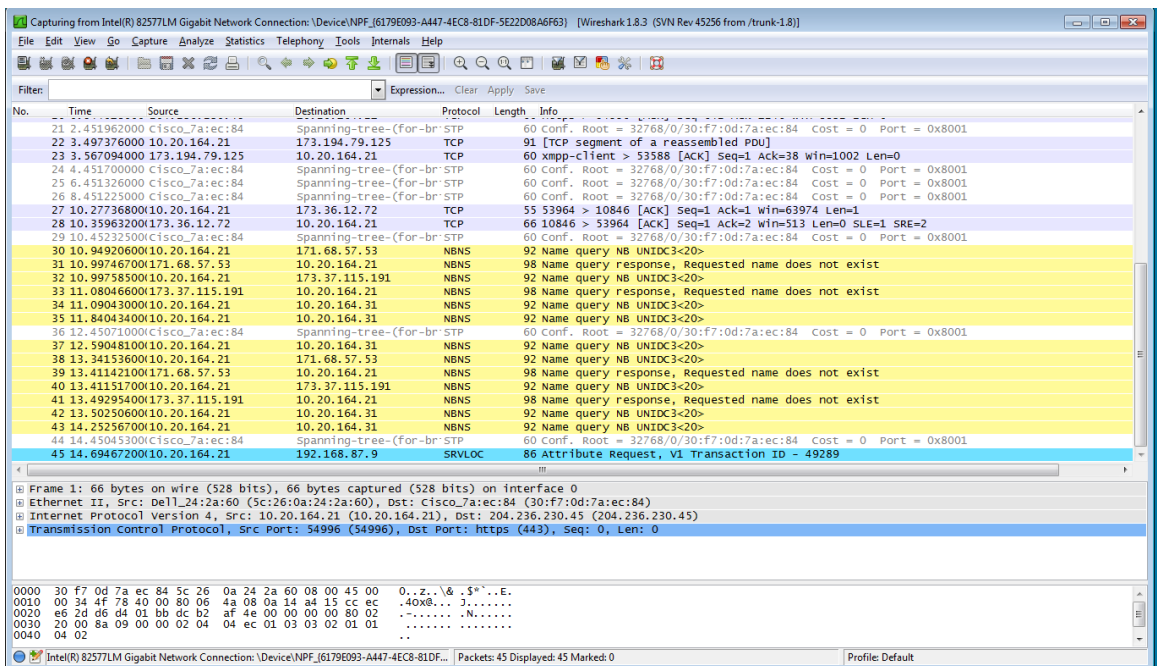 Capturing from Intel(R) 82577LM Gigabit Network Connection: \Device\NPF_{6179E093-A447-4EC8-81DF-5E22D08A6F63} [Wireshark 1.8.3 (SVN Rev 45256 from /trunk-1.8)]
File Edit View Go Capture Analyze Statistics Telephony Tools Internals Help
Filter: Expression... Clear Apply Save
No. Time Source Destination Protocol Length Info
21 2.451962000 Cisco_7a:ec:84 Spanning-tree-(for-br STP 60 Conf. Root = 32768/0/30:f7:0d:7a:ec:84 Cost = 0 Port = 0x8001
22 3.497376000 10.20.164.21 173.194.79.125 TCP 91 [TCP segment of a reassembled PDU]
23 3.567094000 173.194.79.125 10.20.164.21 TCP 60 xmpp-client > 53588 [ACK] Seq=1 Ack=38 Win=1002 Len=0
24 4.451700000 Cisco_7a:ec:84 Spanning-tree-(for-br STP 60 Conf. Root = 32768/0/30:f7:0d:7a:ec:84 Cost = 0 Port = 0x8001
25 6.451326000 Cisco_7a:ec:84 Spanning-tree-(for-br STP 60 Conf. Root = 32768/0/30:f7:0d:7a:ec:84 Cost = 0 Port = 0x8001
26 8.451225000 Cisco_7a:ec:84 Spanning-tree-(for-br STP 60 Conf. Root = 32768/0/30:f7:0d:7a:ec:84 Cost = 0 Port = 0x8001
27 10.27736800(10.20.164.21 173.36.12.72 TCP 55 53964 > 10846 [ACK] Seq=1 Ack=1 Win=63974 Len=1
28 10.35963200(173.36.12.72 10.20.164.21 TCP 66 10846 > 53964 [ACK] Seq=1 Ack=2 Win=513 Len=0 SLE=1 SRE=2
29 10.45232500(Cisco_7a:ec:84 Spanning-tree-(for-br STP 60 Conf. Root = 32768/0/30:f7:0d:7a:ec:84 Cost = 0 Port = 0x8001
30 10.94920600(10.20.164.21 171.68.57.53 NBNS 92 Name query NB UNIDC3<20>
31 10.99746700(171.68.57.53 10.20.164.21 NBNS 98 Name query response, Requested name does not exist
32 10.99758500(10.20.164.21 173.37.115.191 NBNS 92 Name query NB UNIDC3<20>
33 11.08046600(173.37.115.191 10.20.164.21 NBNS 98 Name query response, Requested name does not exist
34 11.09043000(10.20.164.21 10.20.164.31 NBNS 92 Name query NB UNIDC3<20>
35 11.84043400(10.20.164.21 10.20.164.31 NBNS 92 Name query NB UNIDC3<20>
36 12.45071000(Cisco_7a:ec:84 Spanning-tree-(for-br STP 60 Conf. Root = 32768/0/30:f7:0d:7a:ec:84 Cost = 0 Port = 0x8001
37 12.59048100(10.20.164.21 10.20.164.31 NBNS 92 Name query NB UNIDC3<20>
38 13.34153600(10.20.164.21 171.68.57.53 NBNS 92 Name query NB UNIDC3<20>
39 13.41142100(171.68.57.53 10.20.164.21 NBNS 98 Name query response, Requested name does not exist
40 13.41151700(10.20.164.21 173.37.115.191 NBNS 92 Name query NB UNIDC3<20>
41 13.49295400(173.37.115.191 10.20.164.21 NBNS 98 Name query response, Requested name does not exist
42 13.50250600(10.20.164.21 10.20.164.31 NBNS 92 Name query NB UNIDC3<20>
43 14.25256700(10.20.164.21 10.20.164.31 NBNS 92 Name query NB UNIDC3<20>
44 14.45045300(Cisco_7a:ec:84 Spanning-tree-(for-br STP 60 Conf. Root = 32768/0/30:f7:0d:7a:ec:84 Cost = 0 Port = 0x8001
45 14.69467200(10.20.164.21 192.168.87.9 SRVLOC 86 Attribute Request, V1 Transaction ID - 49289
Frame 1: 66 bytes on wire (528 bits), 66 bytes captured (528 bits) on interface 0
Ethernet II, Src: Dell_24:2a:60 (5c:26:0a:24:2a:60), Dst: Cisco_7a:ec:84 (30:f7:0d:7a:ec:84)
Internet Protocol Version 4, Src: 10.20.164.21 (10.20.164.21), Dst: 204.236.230.45 (204.236.230.45)
Transmission Control Protocol, Src Port: 54996 (54996), Dst Port: https (443), Seq: 0, Len: 0
0000 30 f7 0d 7a ec 84 5c 26 0a 24 2a 60 08 00 45 00 0..z..\& .$*`..E.
0010 00 34 4f 78 40 00 80 06 4a 08 0a 14 a4 15 cc ec .4Ox@... J.......
0020 e6 2d d6 d4 01 bb dc b2 af 4e 00 00 00 00 80 02 .-...... .N......
0030 20 00 8a 09 00 00 02 04 04 ec 01 03 03 02 01 01 ....... ........
0040 04 02 ..
Intel(R) 82577LM Gigabit Network Connection: \Device\NPF_{6179E093-A447-4EC8-81DF... Packets: 45 Displayed: 45 Marked: 0 Profile: Default